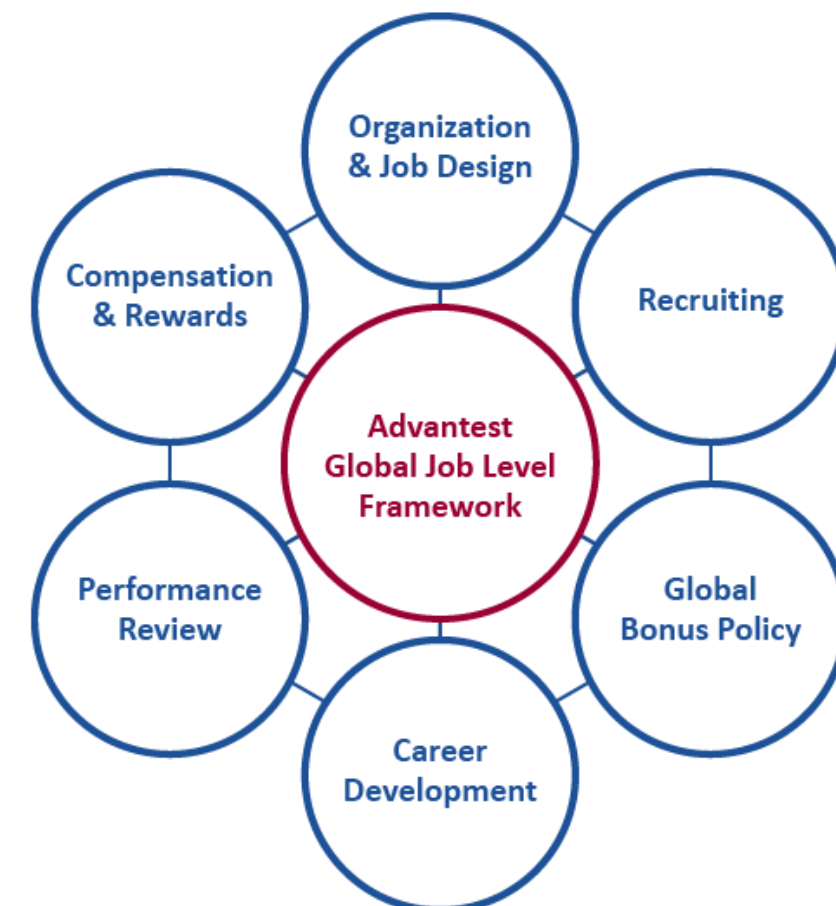 Organization
& Job Design
Compensation
& Rewards
Recruiting
Advantest
Global Job Level
Framework
Performance
Review
Global
Bonus Policy
Career
Development